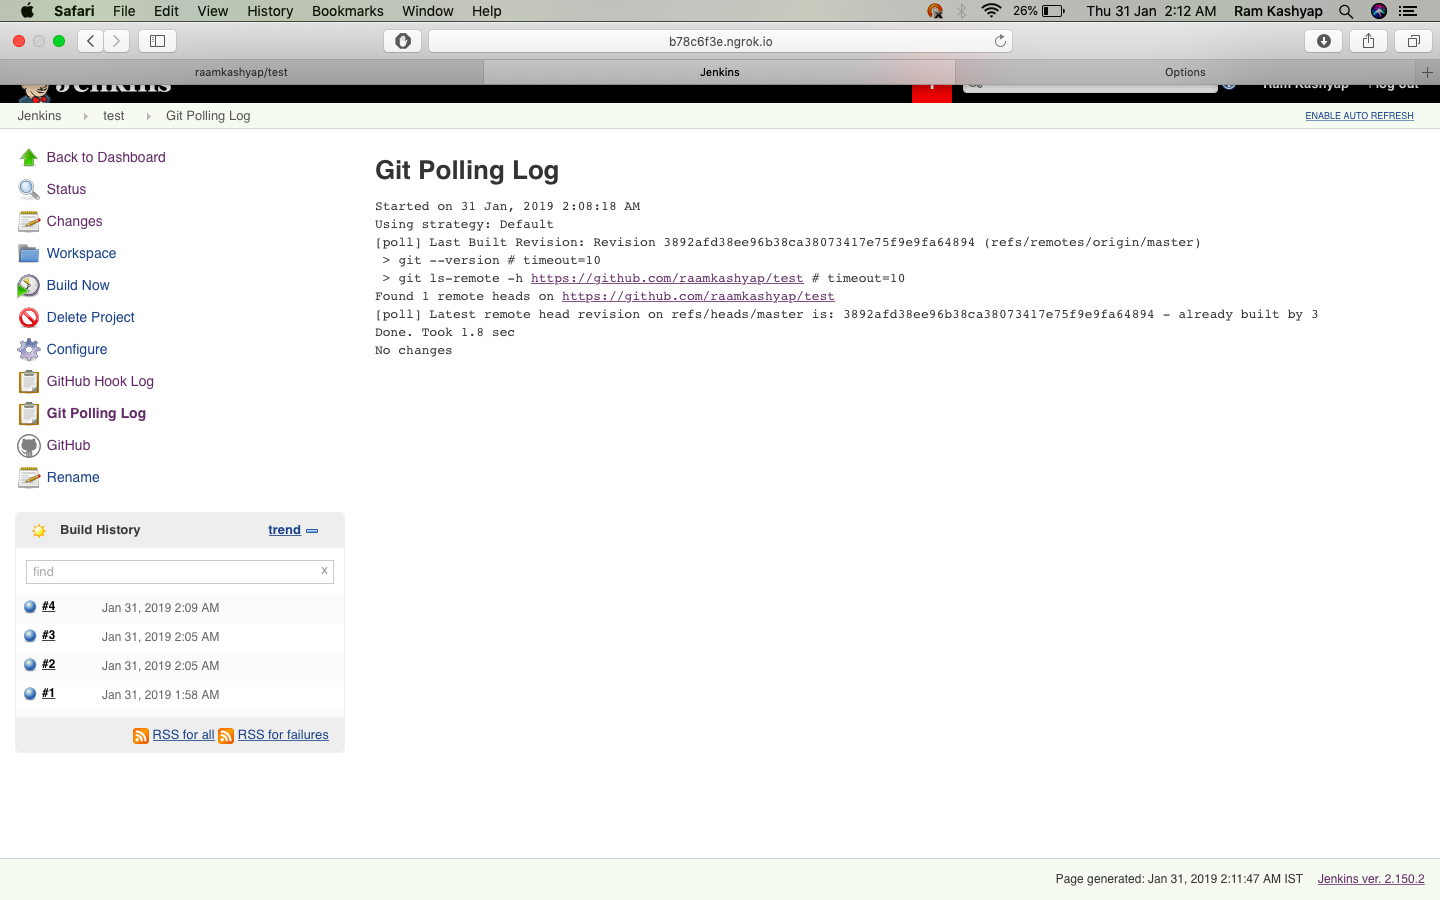 Safari File Edit View History Bookmarks Window Help 26% Thu 31 Jan 2:12 AM Ram Kashyap
b78c6f3e.ngrok.io
raamkashyap/test Jenkins Options
Jenkins Ram Kashyap log out
Jenkins test Git Polling Log ENABLE AUTO REFRESH
Back to Dashboard
Status
Changes
Workspace
Build Now
Delete Project
Configure
GitHub Hook Log
Git Polling Log
GitHub
Rename
Build History trend
find x
#4 Jan 31, 2019 2:09 AM
#3 Jan 31, 2019 2:05 AM
#2 Jan 31, 2019 2:05 AM
#1 Jan 31, 2019 1:58 AM
RSS for all RSS for failures
Git Polling Log
Started on 31 Jan, 2019 2:08:18 AM
Using strategy: Default
[poll] Last Built Revision: Revision 3892afd38ee96b38ca38073417e75f9e9fa64894 (refs/remotes/origin/master)
> git --version # timeout=10
> git ls-remote -h https://github.com/raamkashyap/test # timeout=10
Found 1 remote heads on https://github.com/raamkashyap/test
[poll] Latest remote head revision on refs/heads/master is: 3892afd38ee96b38ca38073417e75f9e9fa64894 - already built by 3
Done. Took 1.8 sec
No changes
Page generated: Jan 31, 2019 2:11:47 AM IST Jenkins ver. 2.150.2